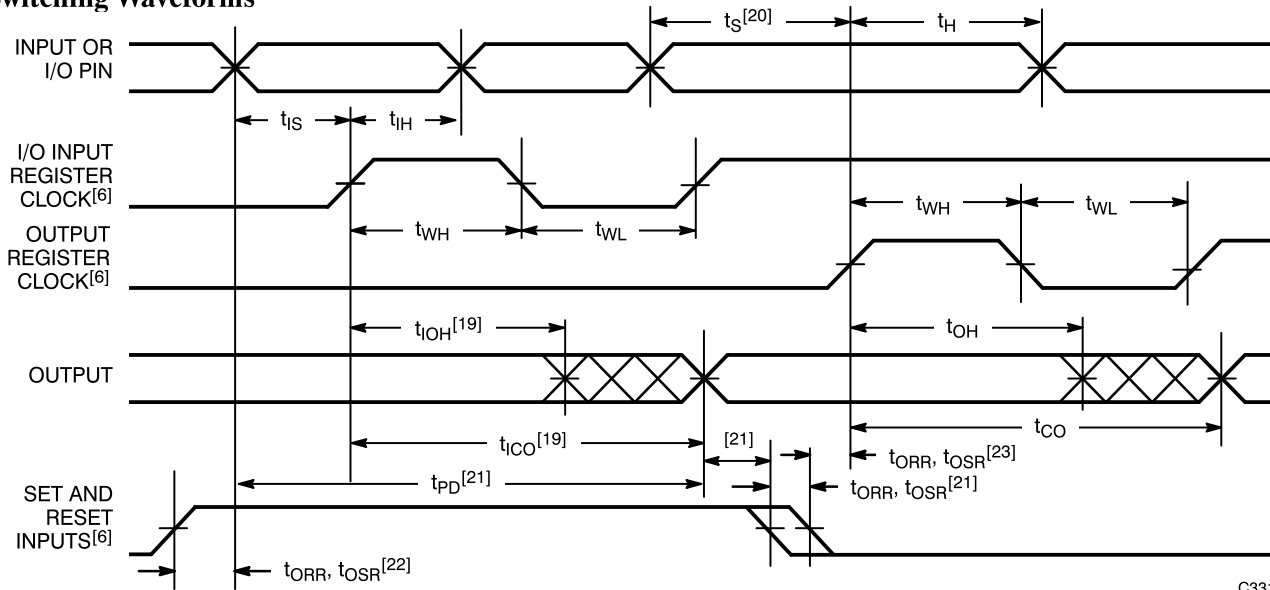 Switching Waveforms
tS[20]
tH
INPUT OR
I/O PIN
tIS
tIH
I/O INPUT
REGISTER
CLOCK[6]
tWH
tWL
tWH
tWL
OUTPUT
REGISTER
CLOCK[6]
tIOH[19]
tOH
OUTPUT
tICO[19]
[21]
tCO
tORR, tOSR[23]
tPD[21]
tORR, tOSR[21]
SET AND
RESET
INPUTS[6]
tORR, tOSR[22]